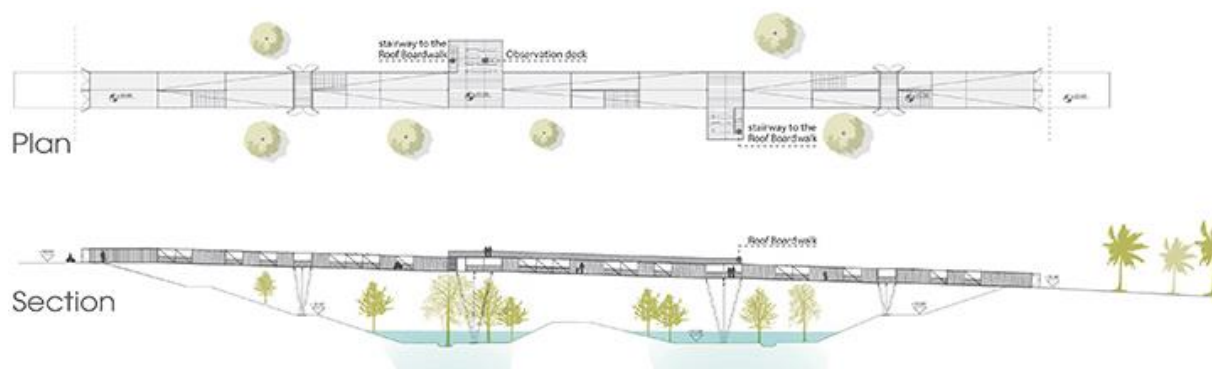 stairway to the
Roof Boardwalk
Observation deck
stairway to the
Roof Boardwalk
Plan
Roof Boardwalk
Section